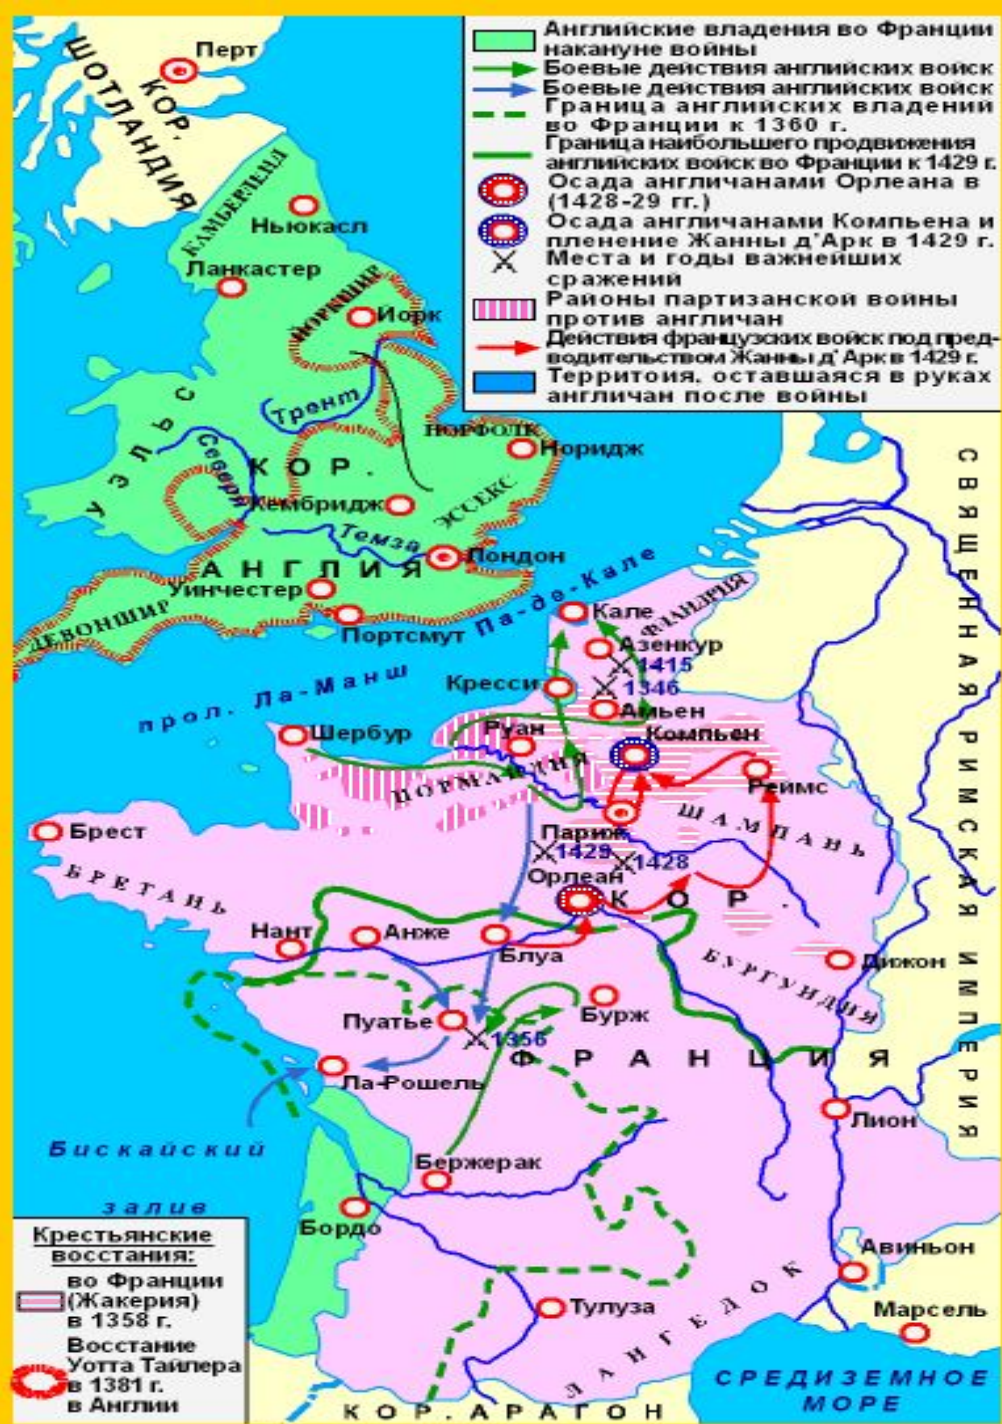 Английские владения во Франции
накануне войны
Боевые действия английских войск
Боевые действия английских войск
Граница английских владений
во Франции к 1360 г.
Граница наибольшего продвижения
английских войск во Франции к 1429 г.
Осада англичанами Орлеана в
(1428-29 гг.)
Осада англичанами Компьена и
пленение Жанны д'Арк в 1429 г.
Места и годы важнейших
сражений
Районы партизанской войны
против англичан
Действия французских войск под пред-
водительством Жанны д'Арк в 1429 г.
Территоия, оставшаяся в руках
англичан после войны
Перт
КОР.
ШОТЛАНДИЯ
КАМБЕРЛЕНД
Ньюкасл
Ланкастер
ЙОРКШИР
Йорк
Трент
УЭЛЬС
Северн
НОРФОЛК
Норидж
КОР.
Кембридж
ЭССЕКС
Темза
Лондон
АНГЛИЯ
Уинчестер
ДЕВОНШИР
Портсмут
Па-де-Кале
прол. Ла-Манш
СВЯЩЕННАЯ РИМСКАЯ ИМПЕРИЯ
Кале
ФЛАНДРИЯ
Азенкур
1415
Кресси
1346
Амьен
Шербур
Руан
Компьен
НОРМАНДИЯ
Реймс
ШАМПАНЬ
Париж
Брест
1429
1428
БРЕТАНЬ
Орлеан
КОР.
Нант
Анже
Блуа
БУРГУНДИЯ
Дижон
Пуатье
Бурж
1356
ФРАНЦИЯ
Ла-Рошель
Лион
Бискайский
залив
Бержерак
Бордо
Авиньон
Тулуза
ЛАНГЕДОК
Марсель
СРЕДИЗЕМНОЕ
МОРЕ
КОР. АРАГОН
Крестьянские
восстания:
во Франции
(Жакерия)
в 1358 г.
Восстание
Уотта Тайлера
в 1381 г.
в Англии